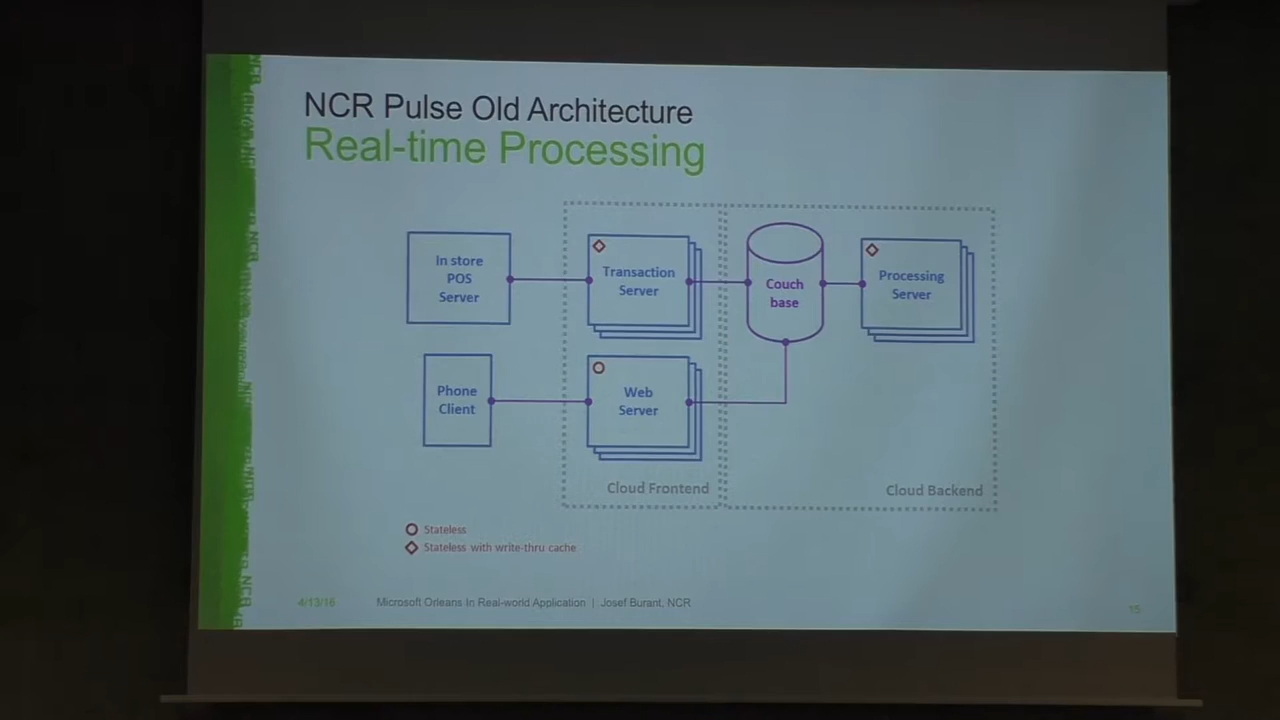 NCR Pulse Old Architecture
Real-time Processing
In store
POS
Server
Transaction
Server
Couch
base
Processing
Server
Phone
Client
Web
Server
Cloud Frontend
Cloud Backend
Stateless
Stateless with write-thru cache
4/13/16
Microsoft Orleans In Real-world Application | Josef Burant, NCR
15